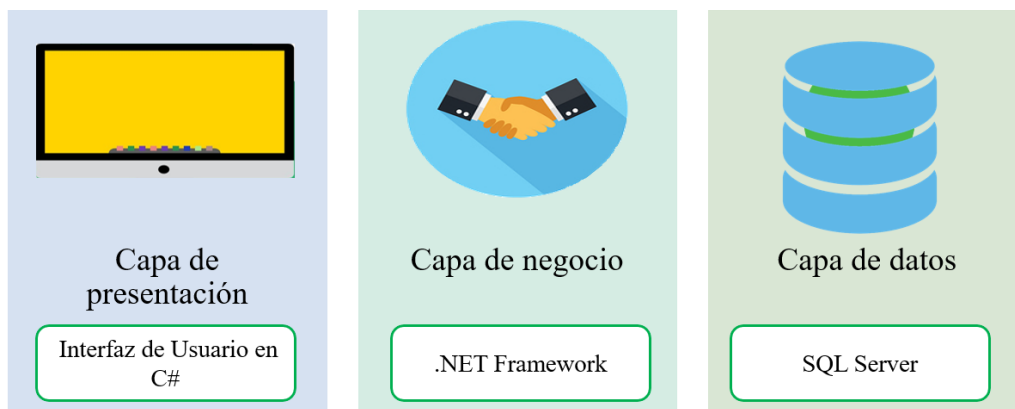 Capa de
presentación
Interfaz de Usuario en
C#
Capa de negocio
.NET Framework
Capa de datos
SQL Server